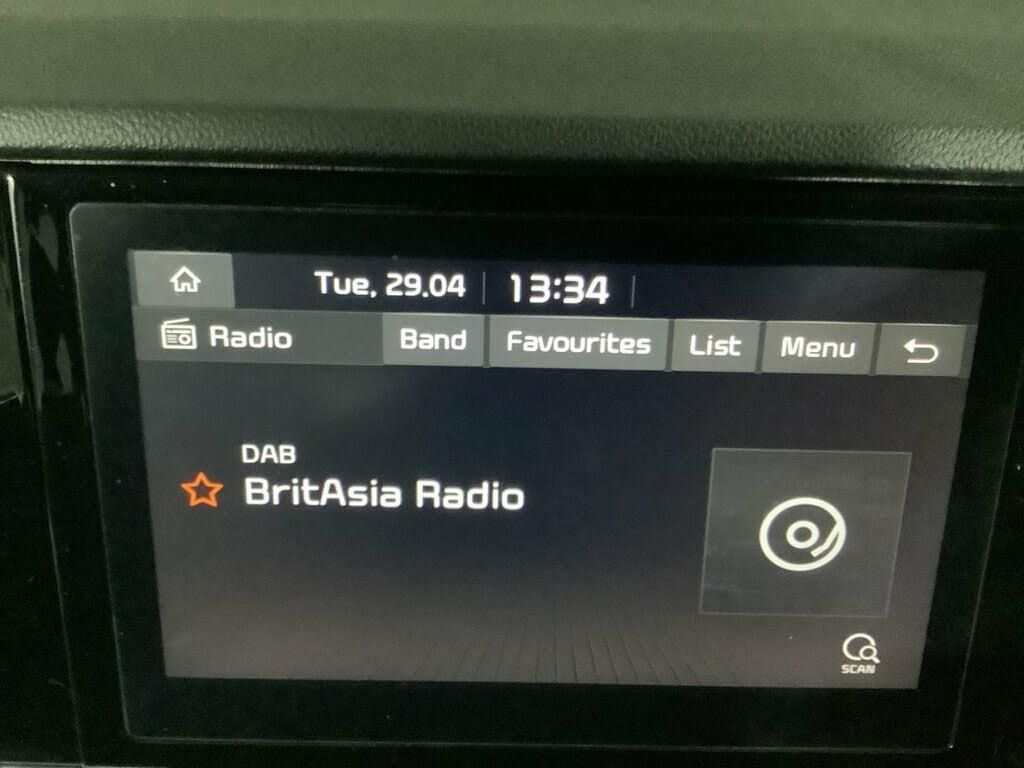 Tue, 29.04 13:34
Radio Band Favourites List Menu
DAB
BritAsia Radio
SCAN